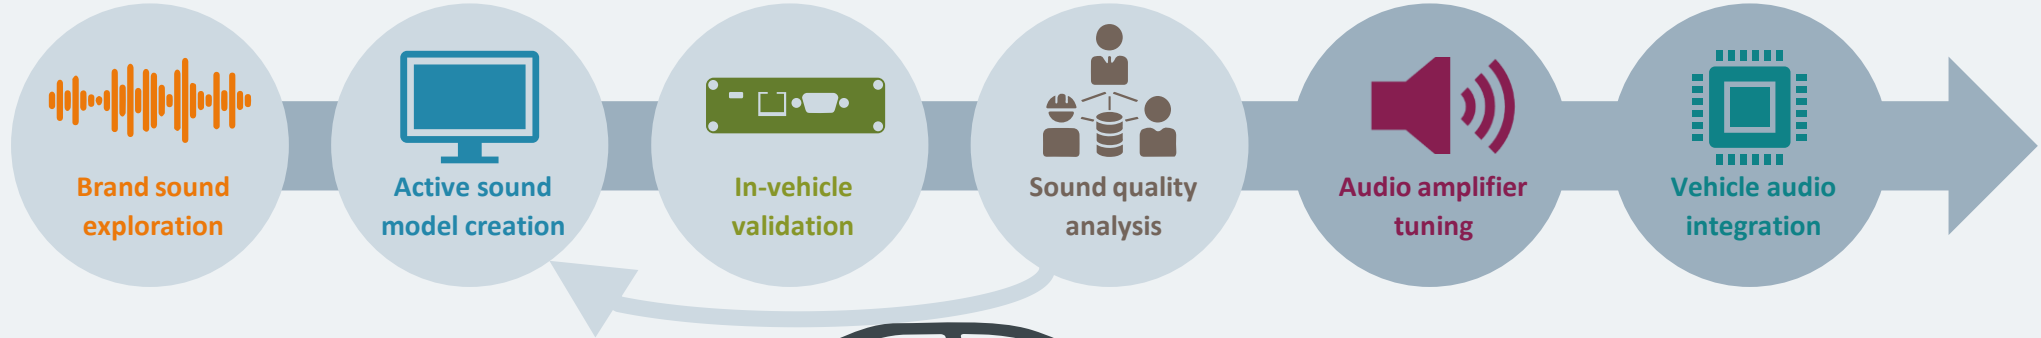 Brand sound
exploration
Active sound
model creation
In-vehicle
validation
Sound quality
analysis
Audio amplifier
tuning
Vehicle audio
integration